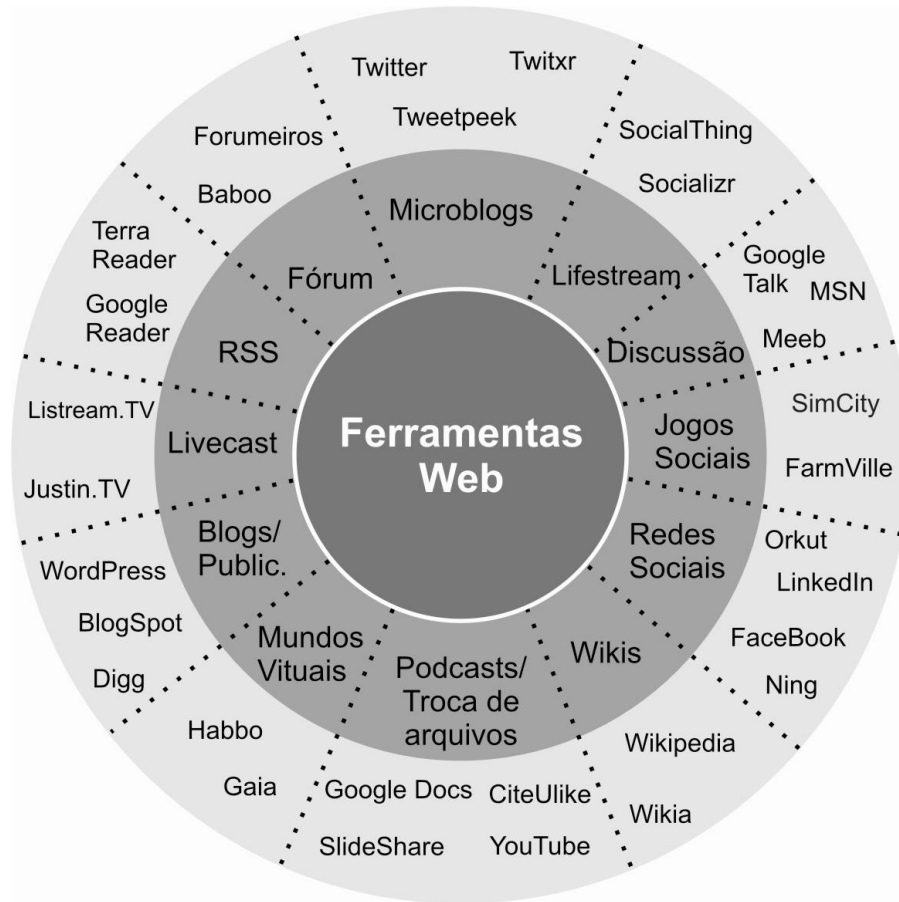 Ferramentas
Web
Microblogs
Twitter
Twitxr
Tweetpeek
Lifestream
SocialThing
Socializr
Discussão
Google
Talk
MSN
Meeb
Jogos
Sociais
SimCity
FarmVille
Redes
Sociais
Orkut
LinkedIn
FaceBook
Ning
Wikis
Wikipedia
Wikia
Podcasts/
Troca de
arquivos
Google Docs
CiteUlike
SlideShare
YouTube
Mundos
Vituais
Habbo
Gaia
Blogs/
Public.
WordPress
BlogSpot
Digg
Livecast
Listream.TV
Justin.TV
RSS
Terra
Reader
Google
Reader
Fórum
Forumeiros
Baboo